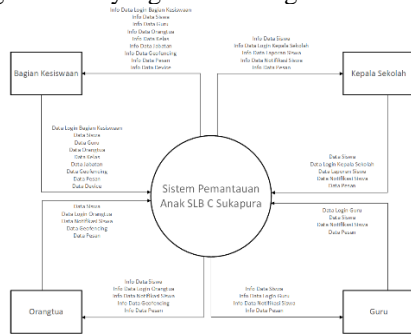 Info Data Login Bagian Kesiswaan
Info Data Siswa
Info Data Guru
Info Data Orangtua
Info Data Kelas
Info Data Jabatan
Info Data Geofencing
Info Data Pesan
Info Data Device
Info Data Siswa
Info Data Login Kepala Sekolah
Info Data Laporan Siswa
Info Data Notifikasi Siswa
Info Data Pesan
Bagian Kesiswaan
Kepala Sekolah
Data Login Bagian Kesiswaan
Data Siswa
Data Guru
Data Orangtua
Data Kelas
Data Jabatan
Data Geofencing
Data Pesan
Data Device
Sistem Pemantauan
Anak SLB C Sukapura
Data Siswa
Data Login Kepala Sekolah
Data Laporan Siswa
Data Notifikasi Siswa
Data Pesan
Data Siswa
Data Login Orangtua
Data Notifikasi Siswa
Data Geofencing
Data Pesan
Data Login Guru
Data Siswa
Data Notifikasi Siswa
Data Pesan
Orangtua
Info Data Siswa
Info Data Login Orangtua
Info Data Notifikasi Siswa
Info Data Geofencing
Info Data Pesan
Info Data Siswa
Info Data Login Guru
Info Data Notifikasi Siswa
Info Data Pesan
Guru